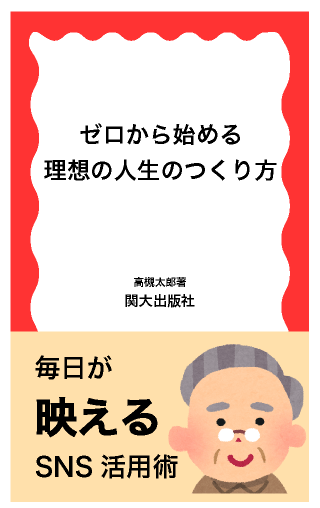 ゼロから始める
理想の人生のつくり方
高槻太郎著
関大出版社
毎日が
映える
SNS 活用術